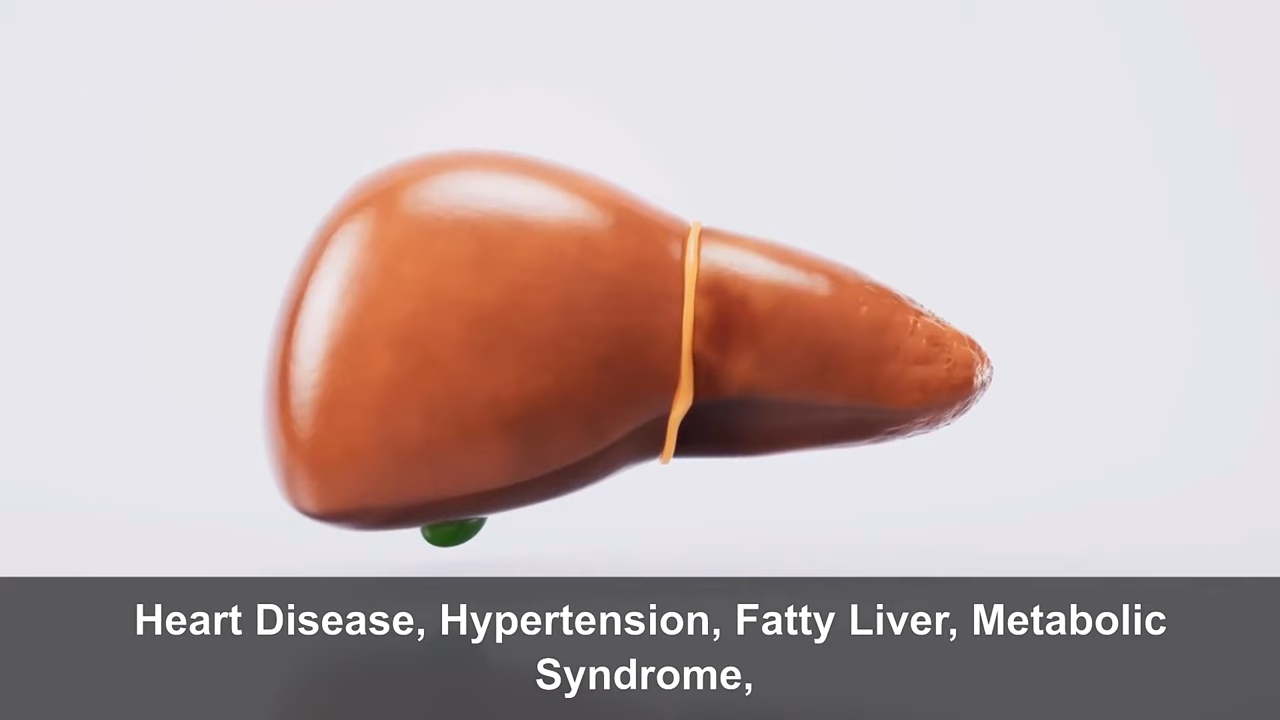 Heart Disease, Hypertension, Fatty Liver, Metabolic
Syndrome,